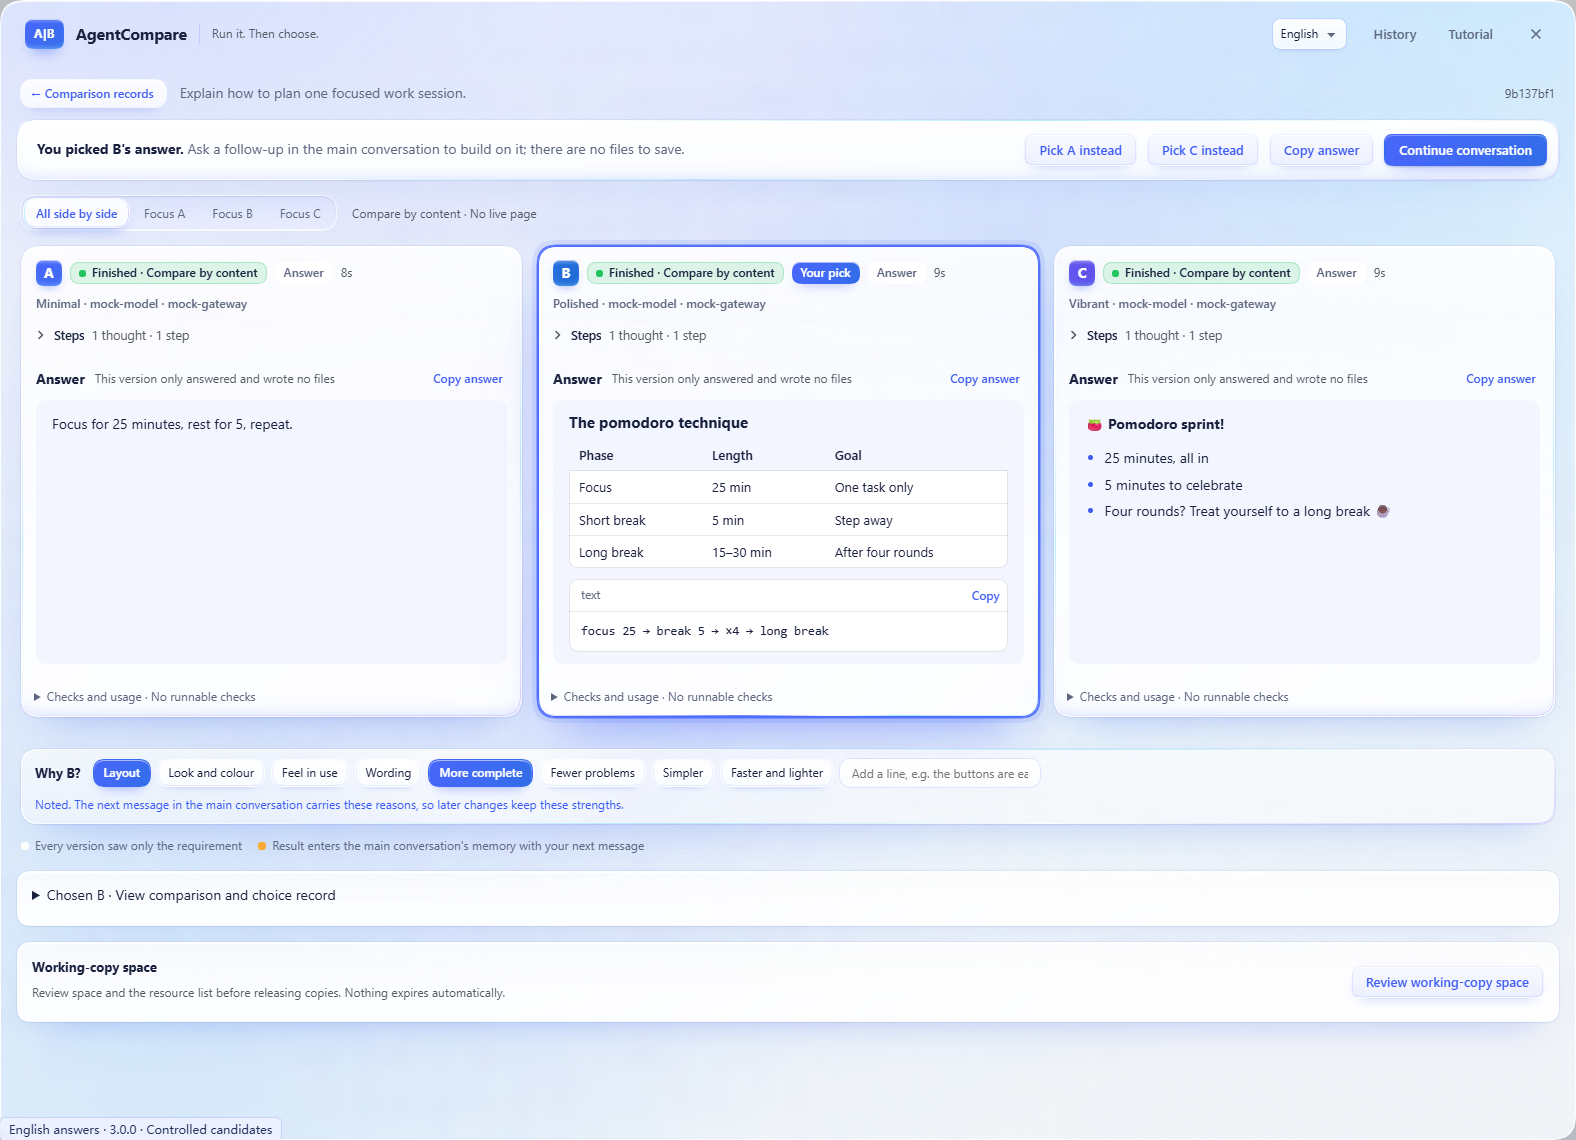 A|B AgentCompare Run it. Then choose. English History Tutorial
← Comparison records Explain how to plan one focused work session. 9b137bf1
You picked B's answer. Ask a follow-up in the main conversation to build on it; there are no files to save. Pick A instead Pick C instead Copy answer Continue conversation
All side by side Focus A Focus B Focus C Compare by content · No live page
A Finished · Compare by content Answer 8s
Minimal · mock-model · mock-gateway
Steps 1 thought · 1 step
Answer This version only answered and wrote no files Copy answer
Focus for 25 minutes, rest for 5, repeat.
Checks and usage · No runnable checks
B Finished · Compare by content Your pick Answer 9s
Polished · mock-model · mock-gateway
Steps 1 thought · 1 step
Answer This version only answered and wrote no files Copy answer
The pomodoro technique
Phase Length Goal
Focus 25 min One task only
Short break 5 min Step away
Long break 15–30 min After four rounds
text Copy
focus 25 → break 5 → x4 → long break
Checks and usage · No runnable checks
C Finished · Compare by content Answer 9s
Vibrant · mock-model · mock-gateway
Steps 1 thought · 1 step
Answer This version only answered and wrote no files Copy answer
🍅 Pomodoro sprint!
25 minutes, all in
5 minutes to celebrate
Four rounds? Treat yourself to a long break
Checks and usage · No runnable checks
Why B? Layout Look and colour Feel in use Wording More complete Fewer problems Simpler Faster and lighter Add a line, e.g. the buttons are ea
Noted. The next message in the main conversation carries these reasons, so later changes keep these strengths.
Every version saw only the requirement Result enters the main conversation's memory with your next message
Chosen B · View comparison and choice record
Working-copy space
Review space and the resource list before releasing copies. Nothing expires automatically. Review working-copy space
English answers · 3.0.0 · Controlled candidates